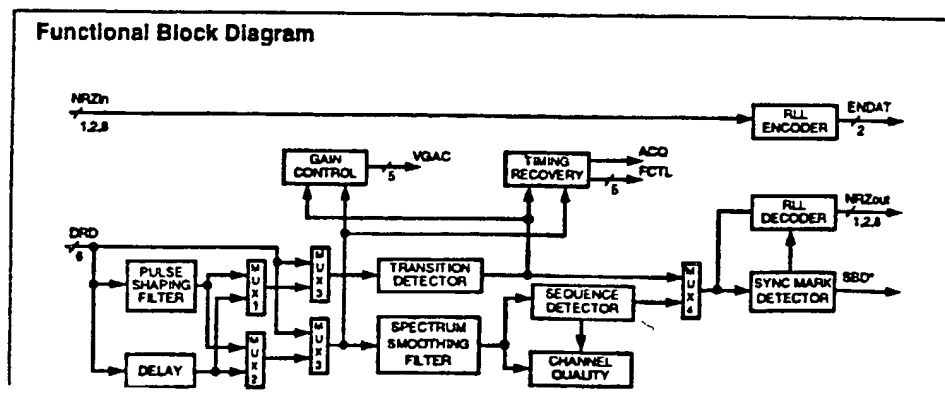 Functional Block Diagram
NRZin
1,2,8
RLL
ENCODER
ENDAT
2
GAIN
CONTROL
VGAC
5
TIMING
RECOVERY
ACQ
FCTL
5
RLL
DECODER
NRZout
1,2,8
DRD
6
PULSE
SHAPING
FILTER
MUX1
MUX3
TRANSITION
DETECTOR
SEQUENCE
DETECTOR
MUX4
SYNC MARK
DETECTOR
SBD*
DELAY
MUX2
MUX3
SPECTRUM
SMOOTHING
FILTER
CHANNEL
QUALITY